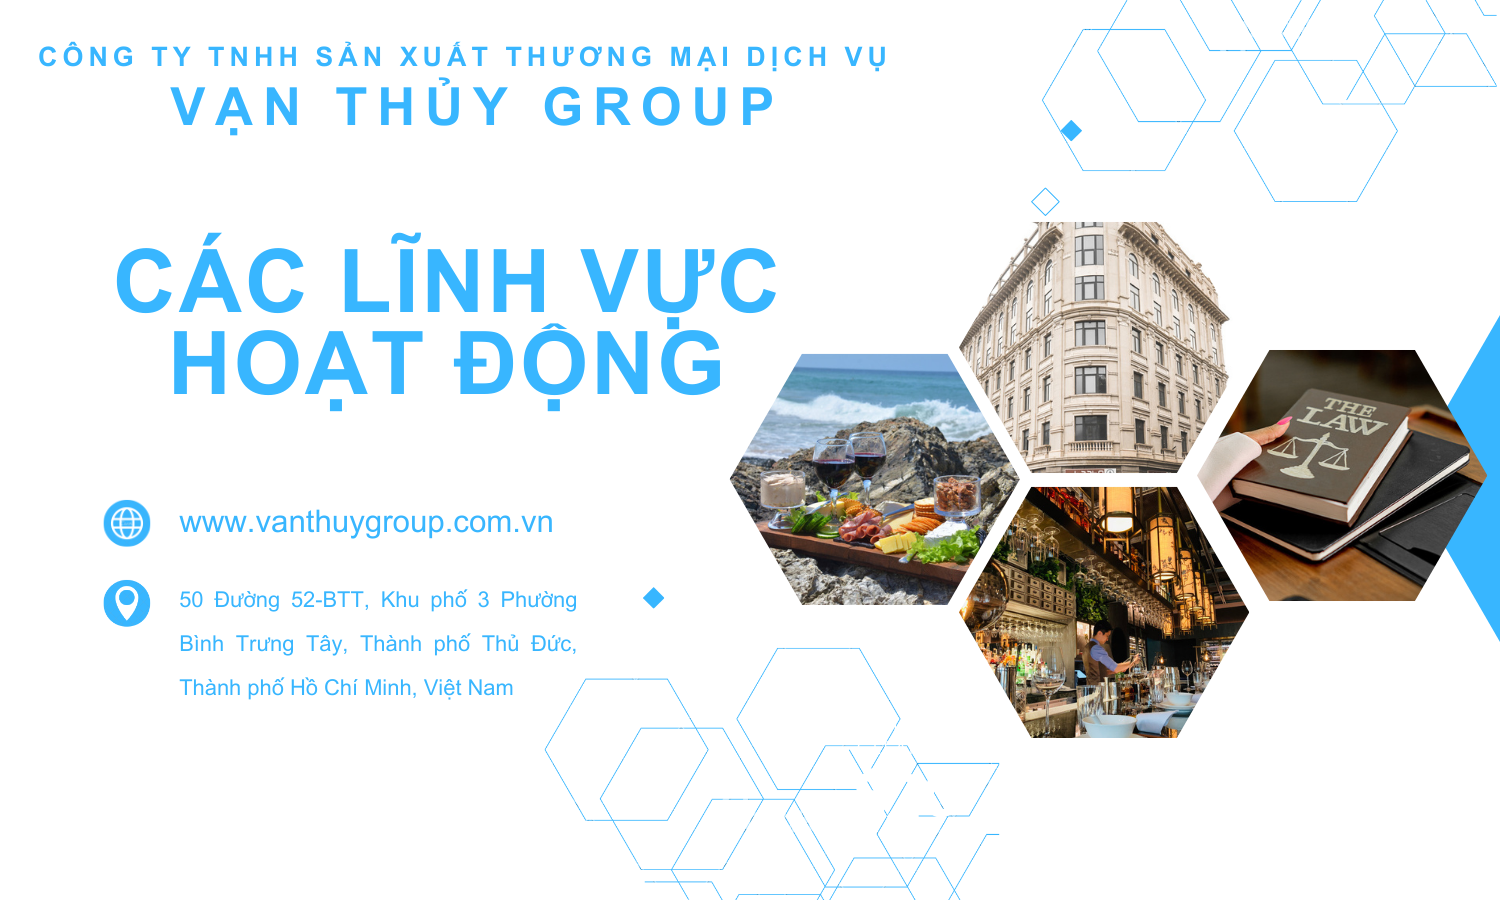 CÔNG TY TNHH SẢN XUẤT THƯƠNG MẠI DỊCH VỤ
VẠN THỦY GROUP
CÁC LĨNH VỰC
HOẠT ĐỘNG
THE
LAW
www.vanthuygroup.com.vn
50 Đường 52-BTT, Khu phố 3 Phường
Bình Trưng Tây, Thành phố Thủ Đức,
Thành phố Hồ Chí Minh, Việt Nam